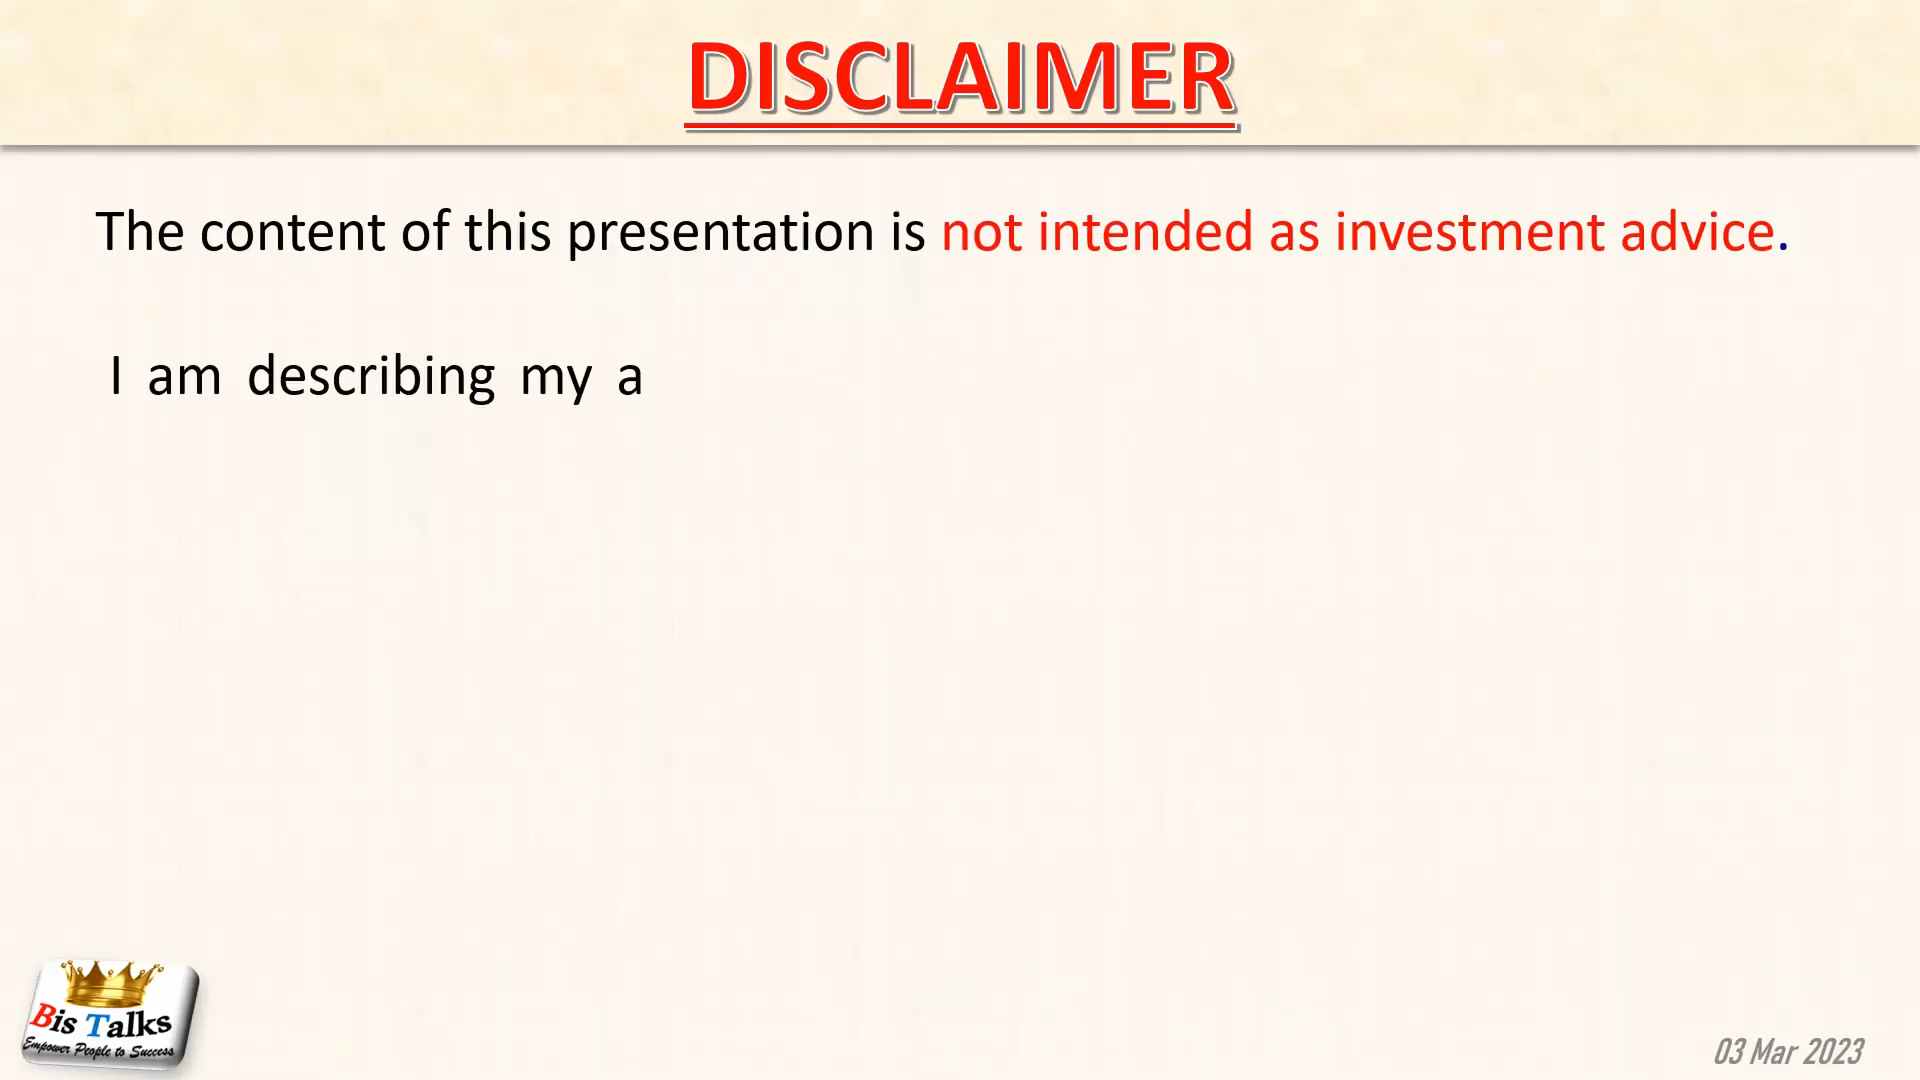 DISCLAIMER
The content of this presentation is not intended as investment advice.
I am describing my a
Bis Talks
Empower People to Success
03 Mar 2023